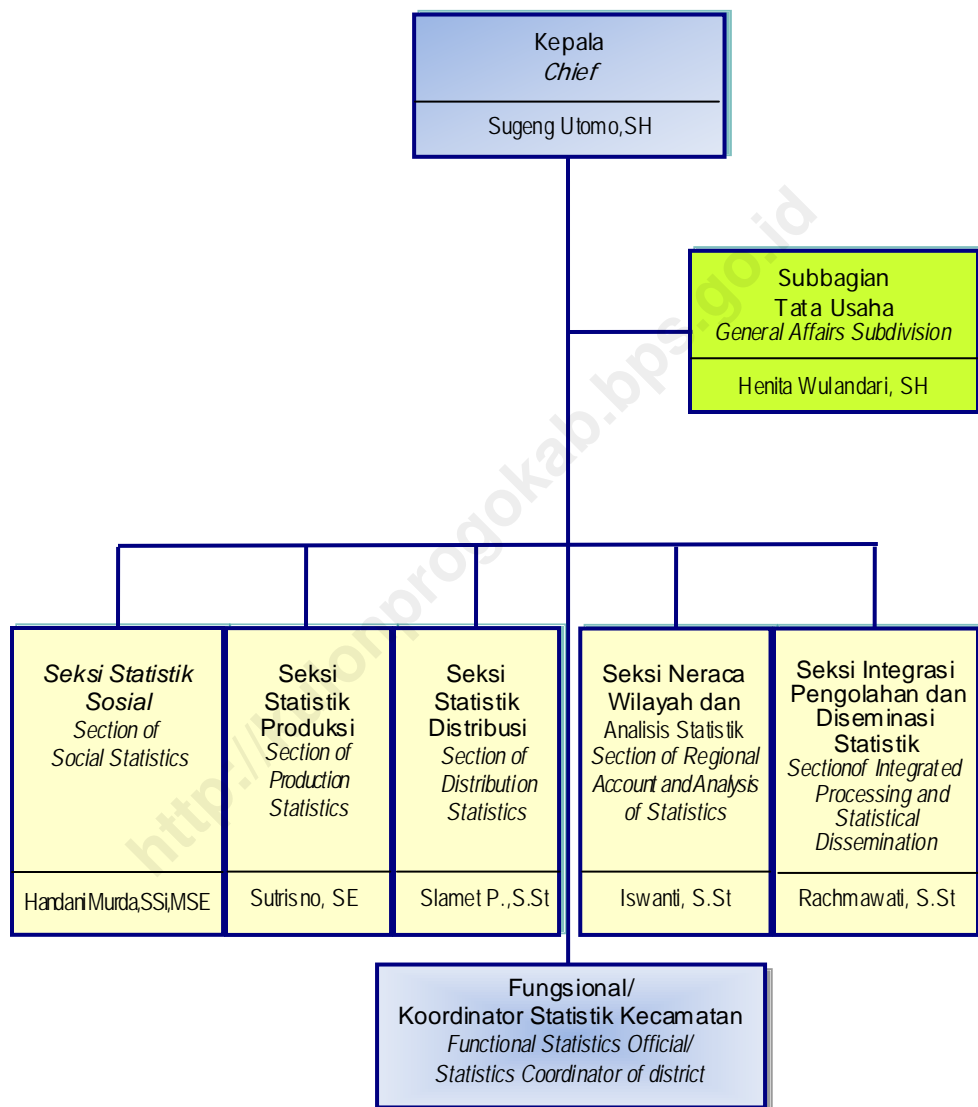 Kepala
Chief
Sugeng Utomo,SH
Subbagian
Tata Usaha
General Affairs Subdivision
Henita Wulandari, SH
Seksi Statistik
Sosial
Section of
Social Statistics
Handani Murda,SSi,MSE
Seksi
Statistik
Produksi
Section of
Production
Statistics
Sutrisno, SE
Seksi
Statistik
Distribusi
Section of
Distribution
Statistics
Slamet P.,S.St
Seksi Neraca
Wilayah dan
Analisis Statistik
Section of Regional
Account and Analysis
of Statistics
Iswanti, S.St
Seksi Integrasi
Pengolahan dan
Diseminasi
Statistik
Sectionof Integrated
Processing and
Statistical
Dissemination
Rachmawati, S.St
Fungsional/
Koordinator Statistik Kecamatan
Functional Statistics Official/
Statistics Coordinator of district
http://kulonprogokab.bps.go.id